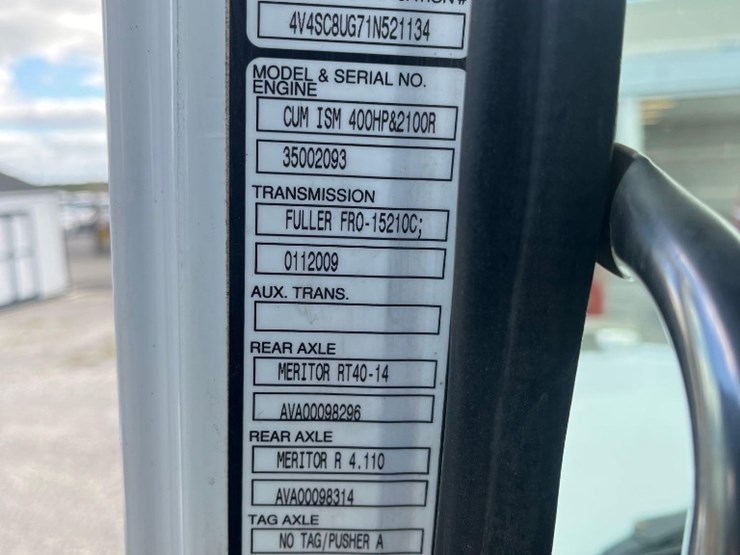 4V4SC8UG71N521134
MODEL & SERIAL NO.
ENGINE
CUM ISM 400HP&2100R
35002093
TRANSMISSION
FULLER FRO-15210C;
0112009
AUX. TRANS.
REAR AXLE
MERITOR RT40-14
AVA00098296
REAR AXLE
MERITOR R 4.110
AVA00098314
TAG AXLE
NO TAG/PUSHER A